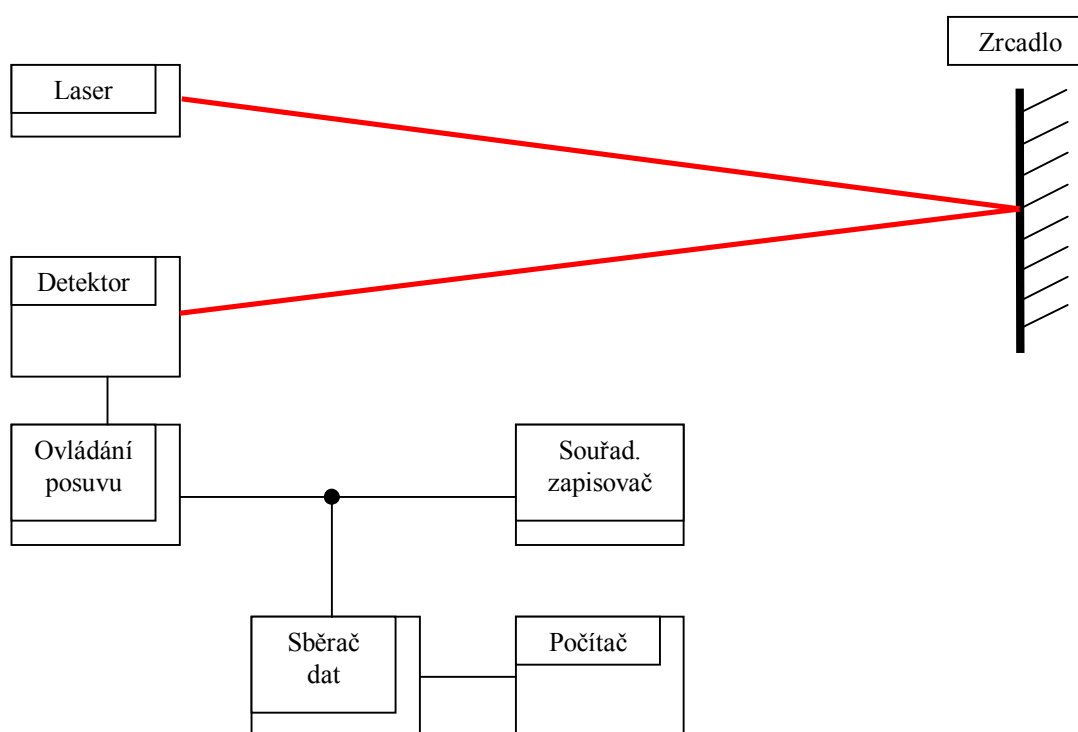 Zrcadlo
Laser
Detektor
Ovládání
posuvu
Souřad.
zapisovač
Sběrač
dat
Počítač